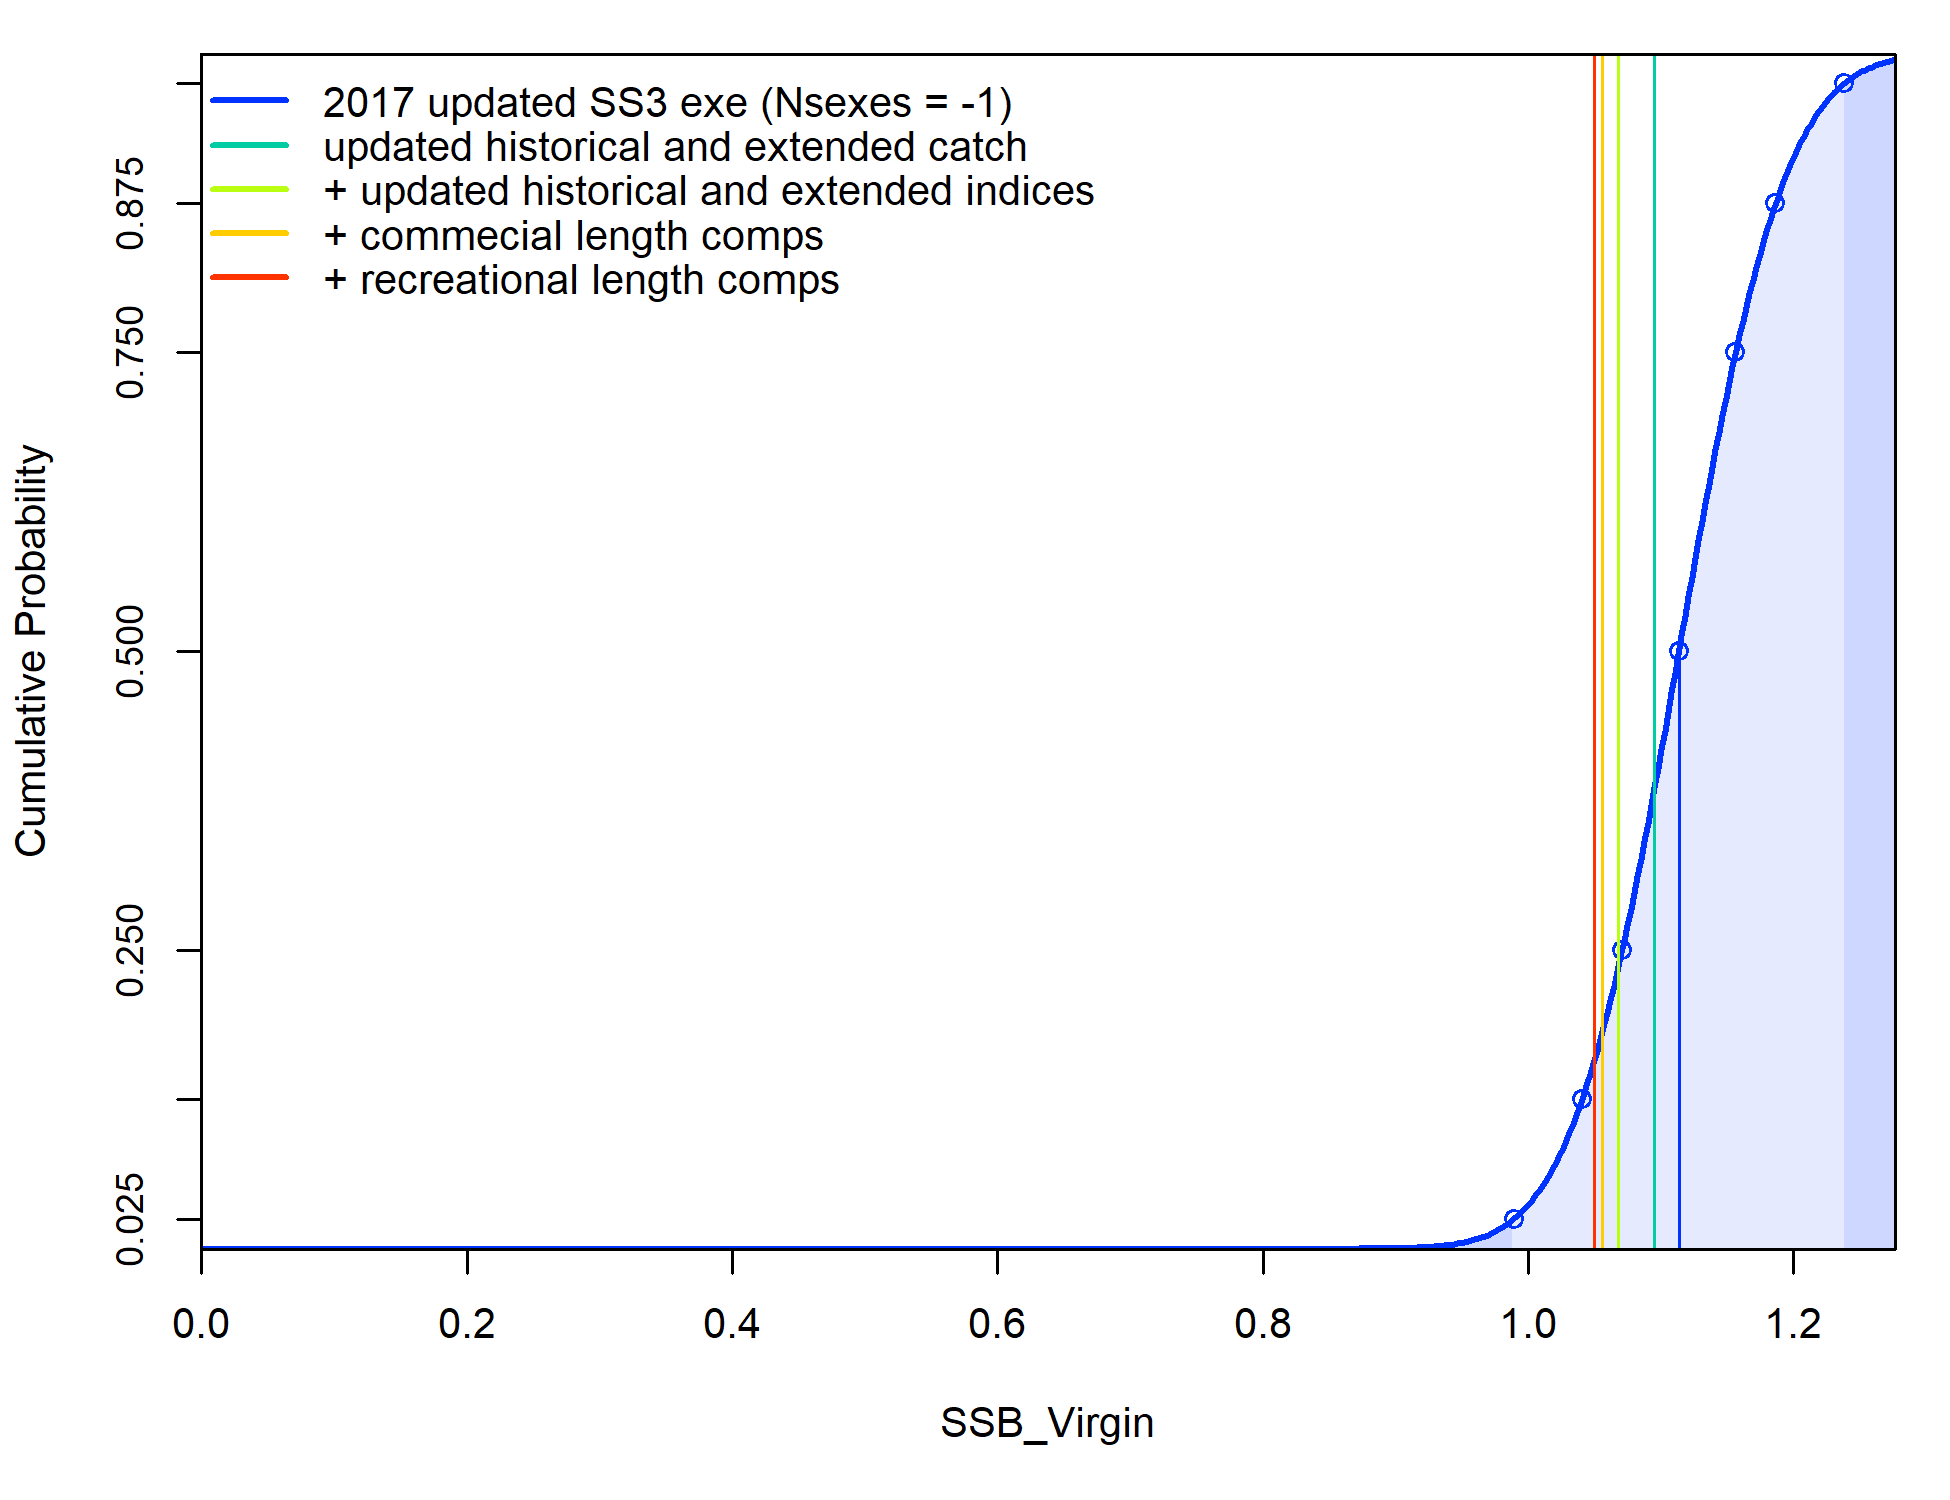 2017 updated SS3 exe (Nsexes = -1)
updated historical and extended catch
+ updated historical and extended indices
+ commecial length comps
+ recreational length comps
Cumulative Probability
0.875
0.750
0.500
0.250
0.025
0.0 0.2 0.4 0.6 0.8 1.0 1.2
SSB_Virgin